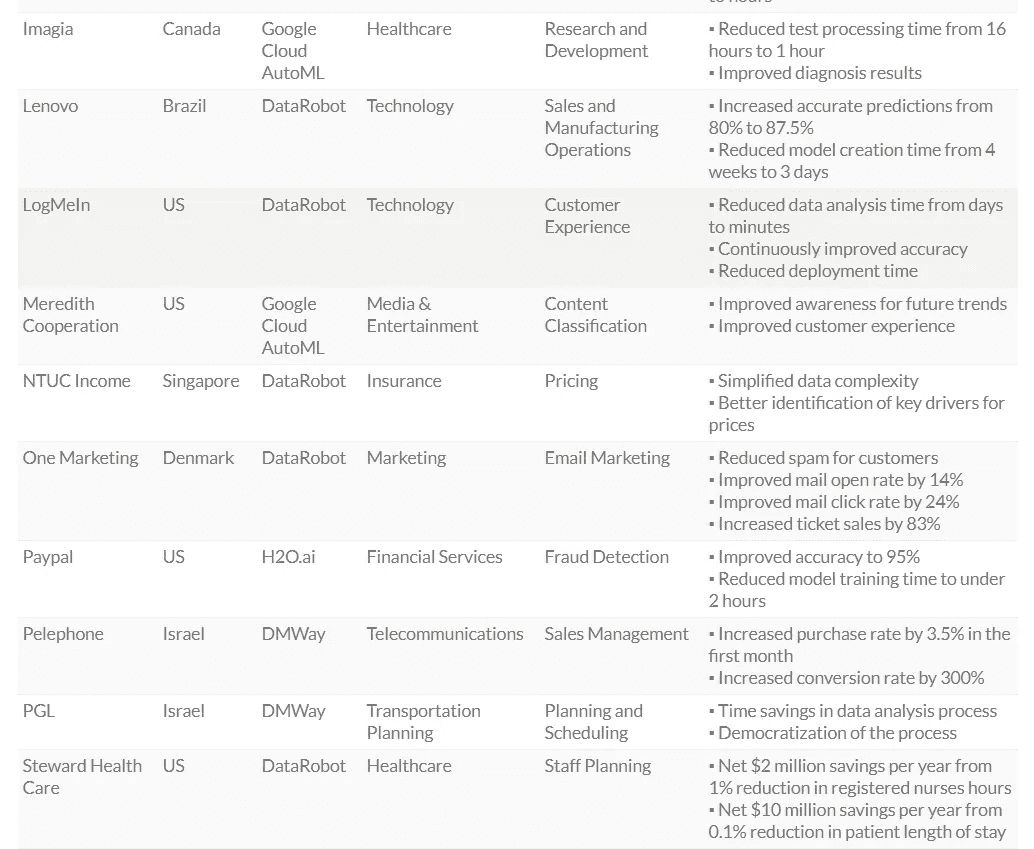 to hours
Imagia Canada Google Healthcare Research and ▪ Reduced test processing time from 16
Cloud Development hours to 1 hour
AutoML ▪ Improved diagnosis results
Lenovo Brazil DataRobot Technology Sales and ▪ Increased accurate predictions from
Manufacturing 80% to 87.5%
Operations ▪ Reduced model creation time from 4
weeks to 3 days
LogMeIn US DataRobot Technology Customer ▪ Reduced data analysis time from days
Experience to minutes
▪ Continuously improved accuracy
▪ Reduced deployment time
Meredith US Google Media & Content ▪ Improved awareness for future trends
Cooperation Cloud Entertainment Classification ▪ Improved customer experience
AutoML
NTUC Income Singapore DataRobot Insurance Pricing ▪ Simplified data complexity
▪ Better identification of key drivers for
prices
One Marketing Denmark DataRobot Marketing Email Marketing ▪ Reduced spam for customers
▪ Improved mail open rate by 14%
▪ Improved mail click rate by 24%
▪ Increased ticket sales by 83%
Paypal US H2O.ai Financial Services Fraud Detection ▪ Improved accuracy to 95%
▪ Reduced model training time to under
2 hours
Pelephone Israel DMWay Telecommunications Sales Management ▪ Increased purchase rate by 3.5% in the
first month
▪ Increased conversion rate by 300%
PGL Israel DMWay Transportation Planning and ▪ Time savings in data analysis process
Planning Scheduling ▪ Democratization of the process
Steward Health US DataRobot Healthcare Staff Planning ▪ Net $2 million savings per year from
Care 1% reduction in registered nurses hours
▪ Net $10 million savings per year from
0.1% reduction in patient length of stay